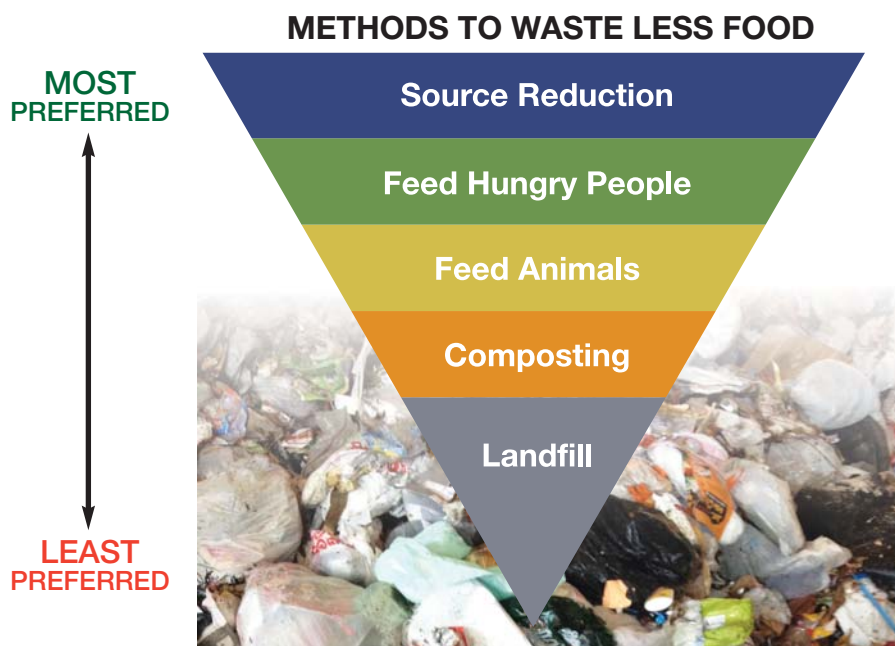 METHODS TO WASTE LESS FOOD
MOST
PREFERRED
Source Reduction
Feed Hungry People
Feed Animals
Composting
Landfill
LEAST
PREFERRED